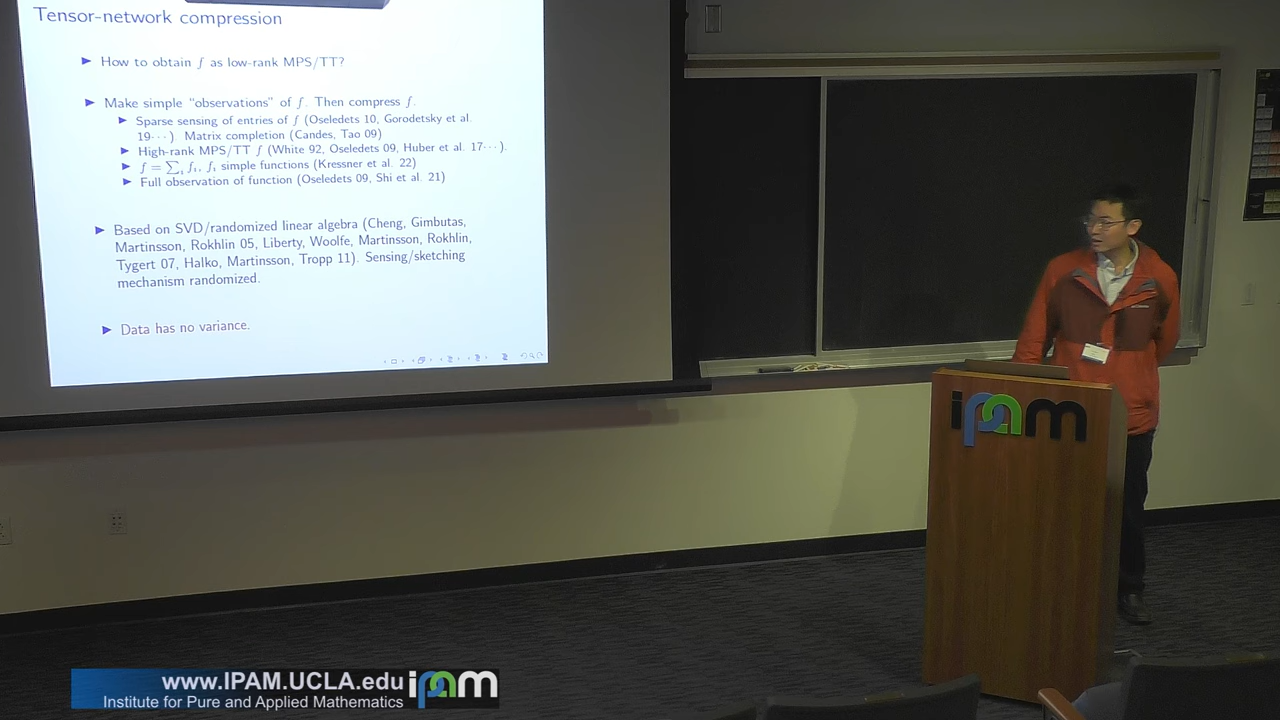 Tensor-network compression
▶ How to obtain f as low-rank MPS/TT?
▶ Make simple “observations” of f. Then compress f.
▶ Sparse sensing of entries of f (Oseledets 10, Gorodetsky et al.
19···) Matrix completion (Candes, Tao 09)
▶ High-rank MPS/TT f (White 92, Oseledets 09, Huber et al. 17···).
▶ f = ∑ᵢ fᵢ, fᵢ simple functions (Kressner et al. 22)
▶ Full observation of function (Oseledets 09, Shi et al. 21)
▶ Based on SVD/randomized linear algebra (Cheng, Gimbutas,
Martinsson, Rokhlin 05, Liberty, Woolfe, Martinsson, Rokhlin,
Tygert 07, Halko, Martinsson, Tropp 11). Sensing/sketching
mechanism randomized.
▶ Data has no variance.
ipam
www.IPAM.UCLA.edu ipam
Institute for Pure and Applied Mathematics